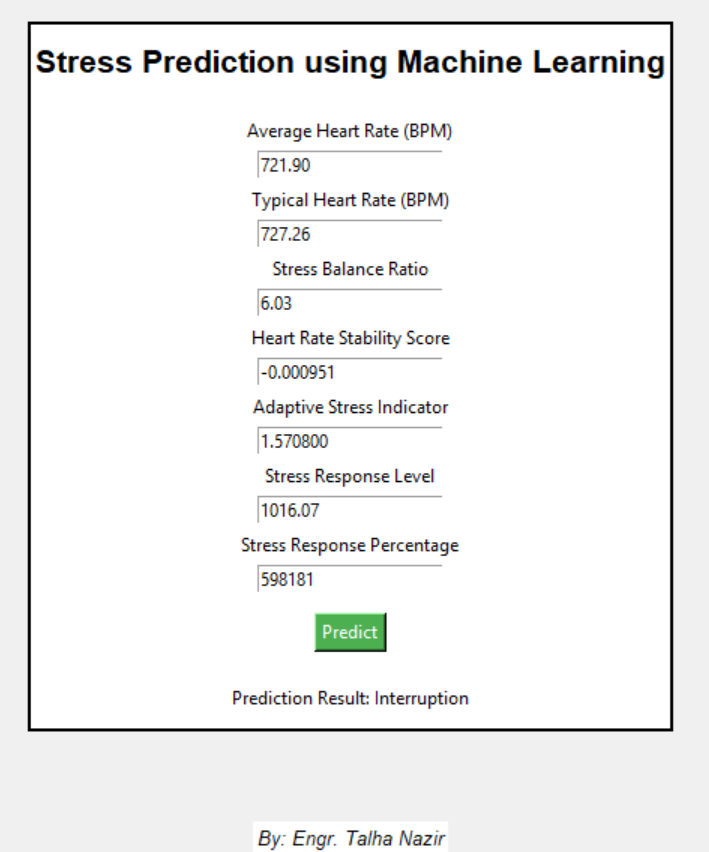 Stress Prediction using Machine Learning
Average Heart Rate (BPM)
721.90
Typical Heart Rate (BPM)
727.26
Stress Balance Ratio
6.03
Heart Rate Stability Score
-0.000951
Adaptive Stress Indicator
1.570800
Stress Response Level
1016.07
Stress Response Percentage
598181
Predict
Prediction Result: Interruption
By: Engr. Talha Nazir